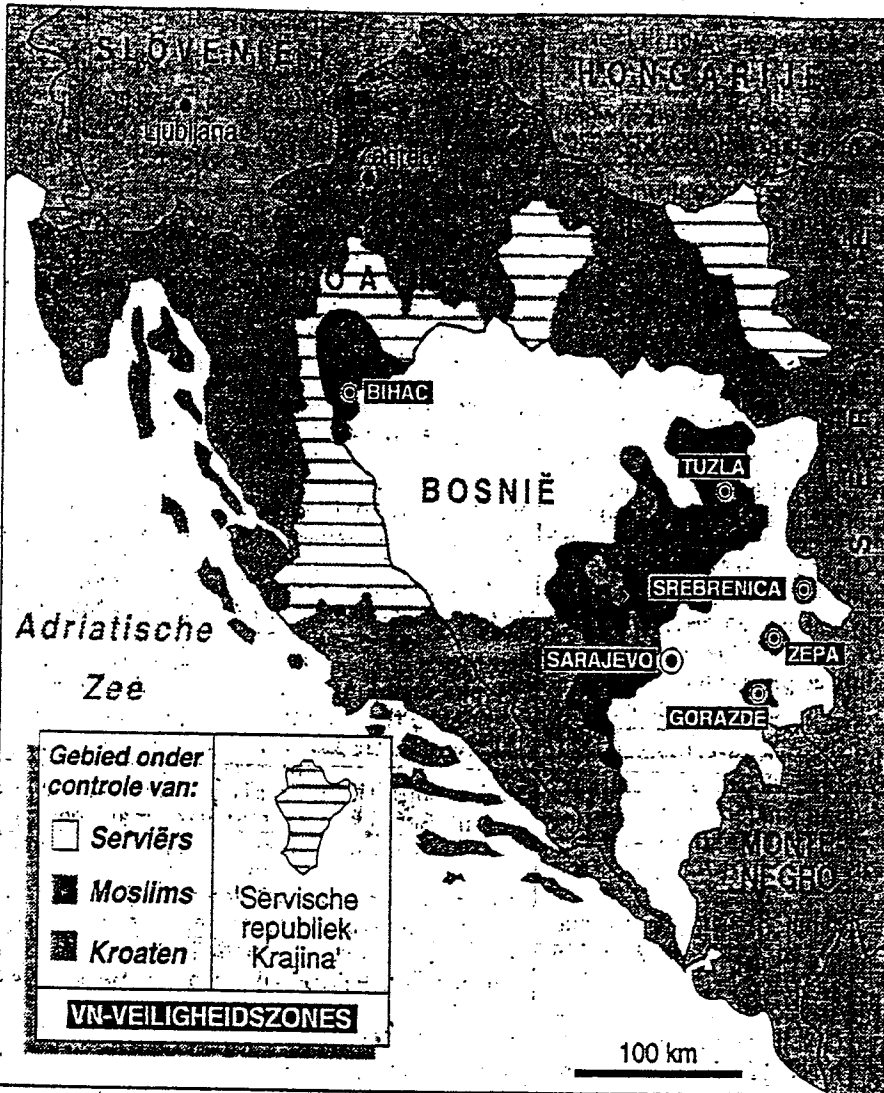 SLOVENIË
HONGARIJE
Ljubljana
Zagreb
O A
BIHAC
TUZLA
BOSNIË
SREBRENICA
Adriatische
Zee
SARAJEVO
ZEPA
GORAZDE
MONTE
NEGRO
Gebied onder
controle van:
Serviërs
Moslims
Kroaten
'Servische
republiek
Krajina'
VN-VEILIGHEIDSZONES
100 km